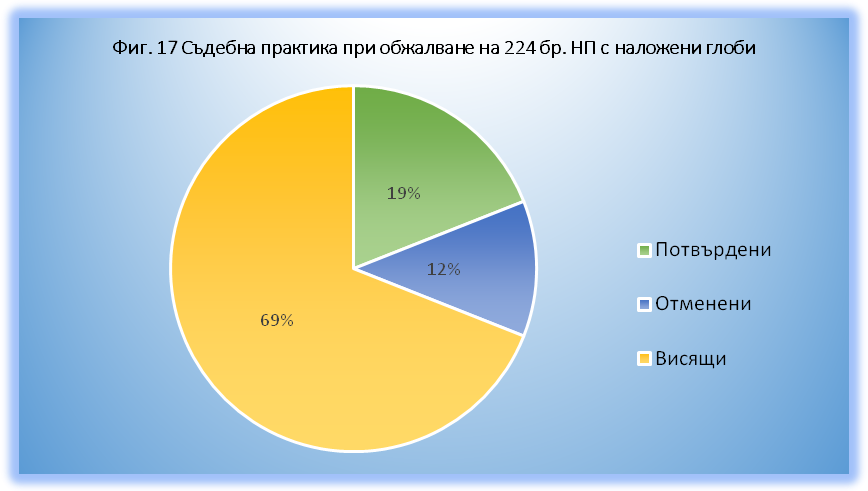 Фиг. 17 Съдебна практика при обжалване на 224 бр. НП с наложени глоби
19%
12%
69%
Потвърдени
Отменени
Висящи